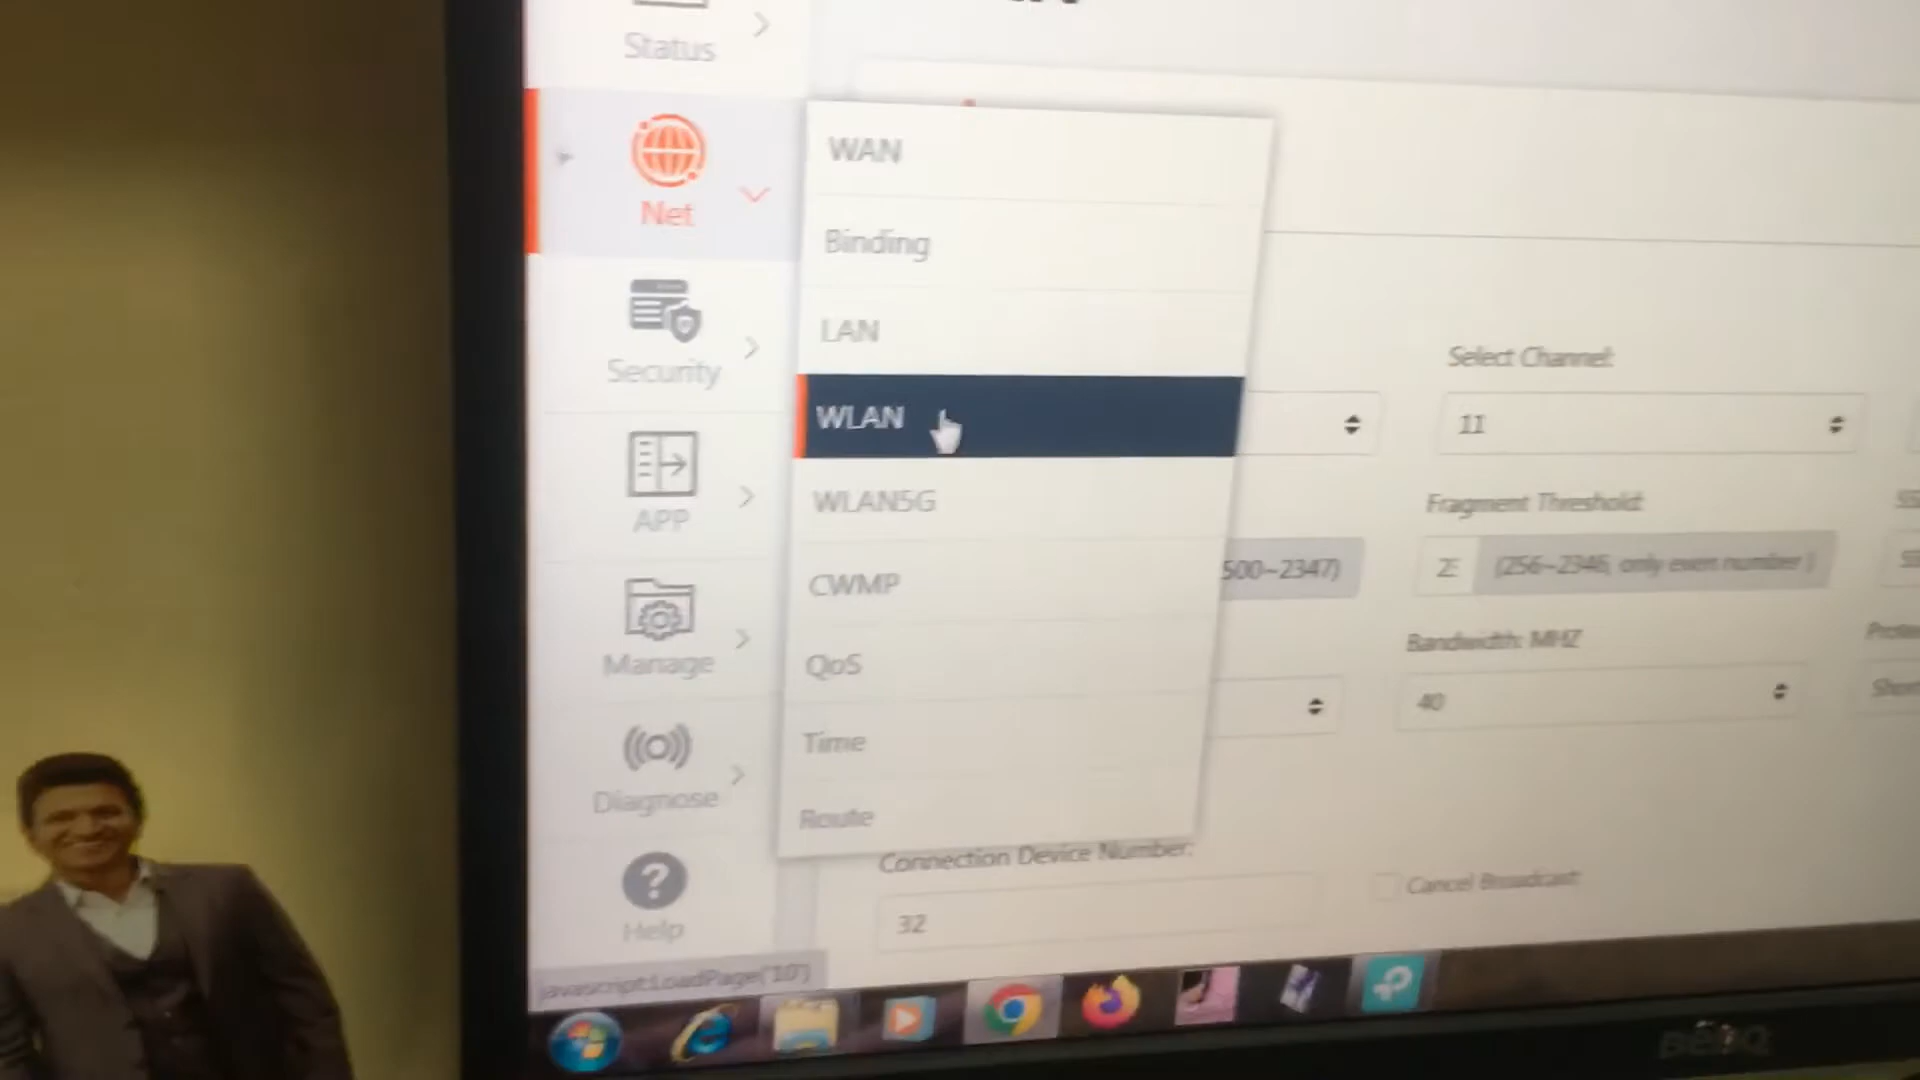 Status
Net
Security
APP
Manage
Diagnose
Help
WAN
Binding
LAN
WLAN
WLAN5G
CWMP
QoS
Time
Route
Select Channel:
11
Fragment Threshold:
500~2347)
(256~2346, only even number )
Bandwidth: MHZ
40
Connection Device Number:
32
Cancel Broadcast:
javascript:LoadPage('10')
BenQ